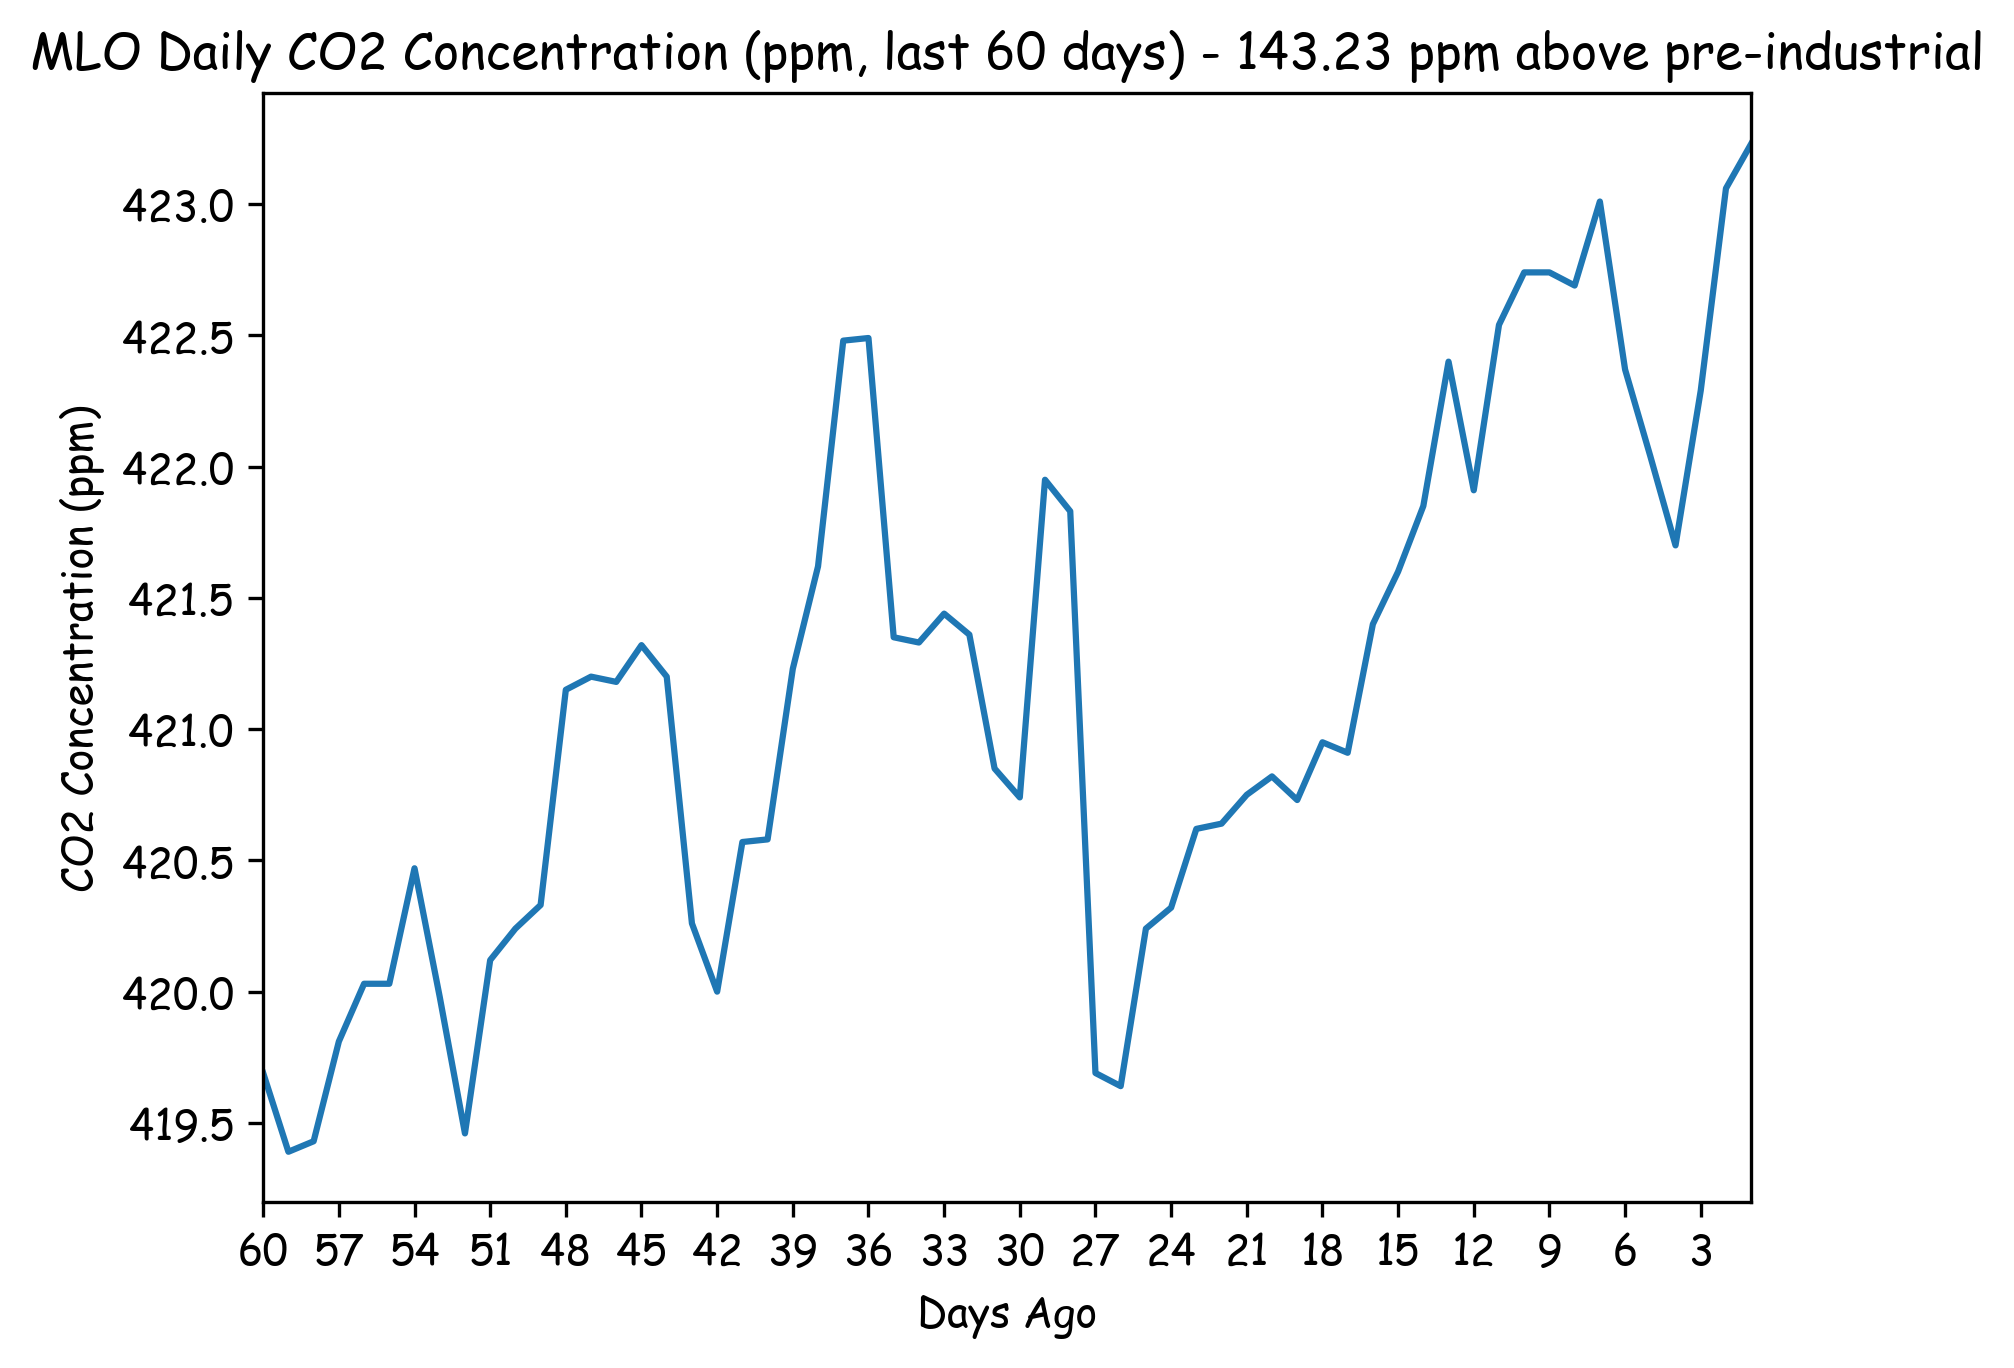 MLO Daily CO2 Concentration (ppm, last 60 days) - 143.23 ppm above pre-industrial
423.0
422.5
422.0
421.5
421.0
420.5
420.0
419.5
CO2 Concentration (ppm)
60 57 54 51 48 45 42 39 36 33 30 27 24 21 18 15 12 9 6 3
Days Ago